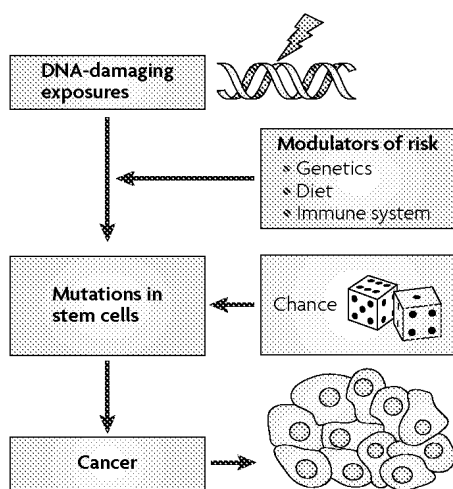 DNA-damaging
exposures
Modulators of risk
• Genetics
• Diet
• Immune system
Mutations in
stem cells
Chance
Cancer